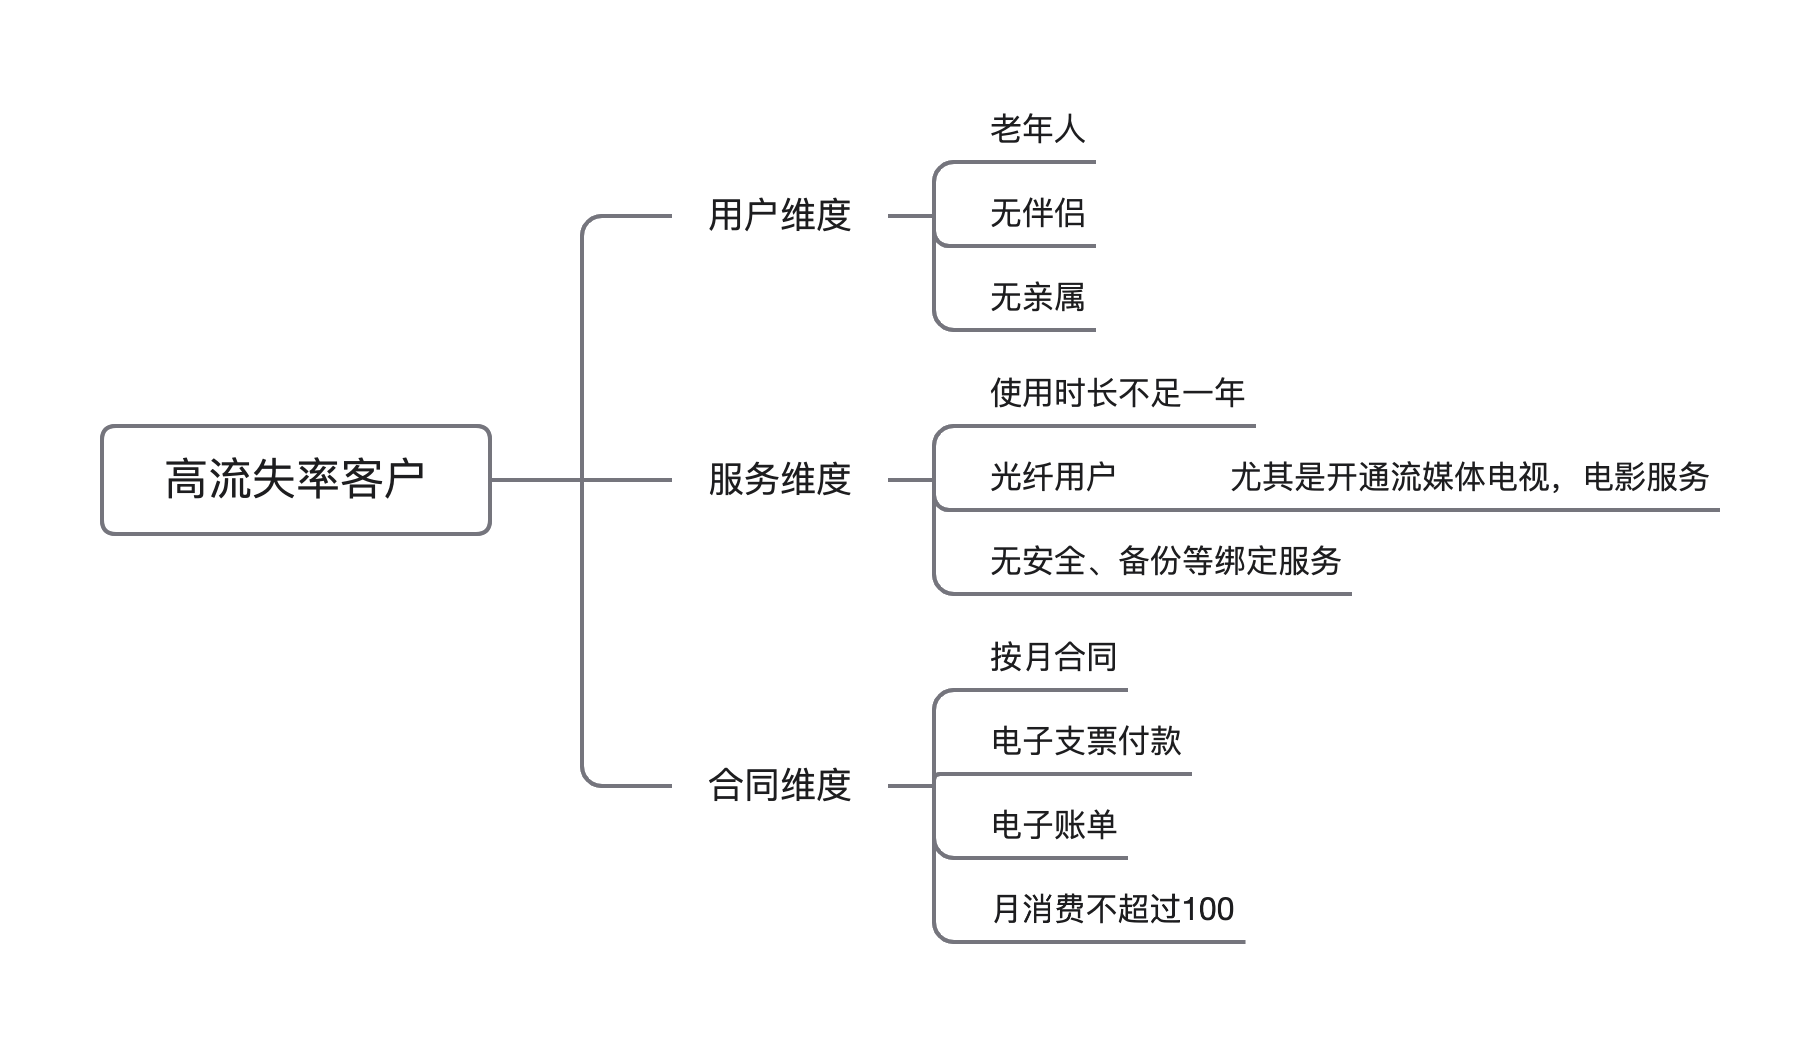 高流失率客户
用户维度
老年人
无伴侣
无亲属
服务维度
使用时长不足一年
光纤用户
尤其是开通流媒体电视，电影服务
无安全、备份等绑定服务
合同维度
按月合同
电子支票付款
电子账单
月消费不超过100